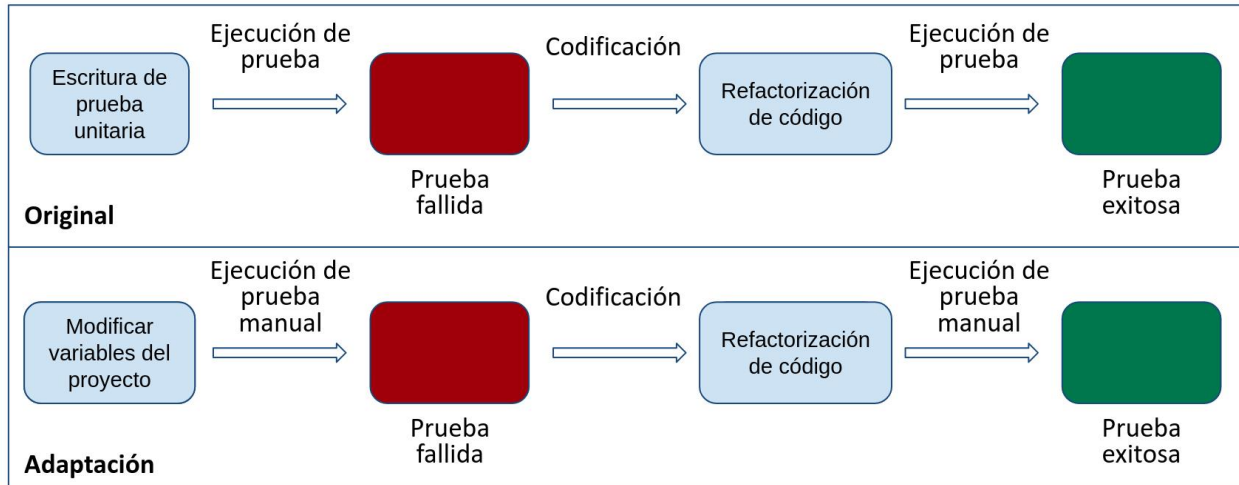 Ejecución de
prueba
Codificación
Ejecución de
prueba
Escritura de
prueba
unitaria
Refactorización
de código
Prueba
fallida
Prueba
exitosa
Original
Ejecución de
prueba
manual
Codificación
Ejecución de
prueba
manual
Modificar
variables del
proyecto
Refactorización
de código
Prueba
fallida
Prueba
exitosa
Adaptación